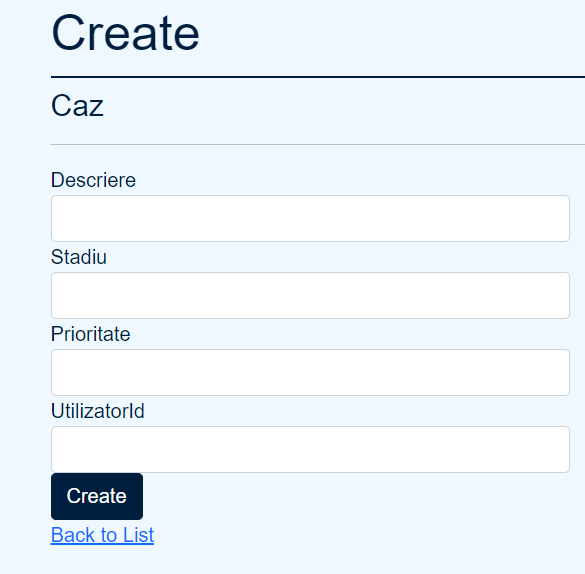 Create
Caz
Descriere
Stadiu
Prioritate
UtilizatorId
Create
Back to List